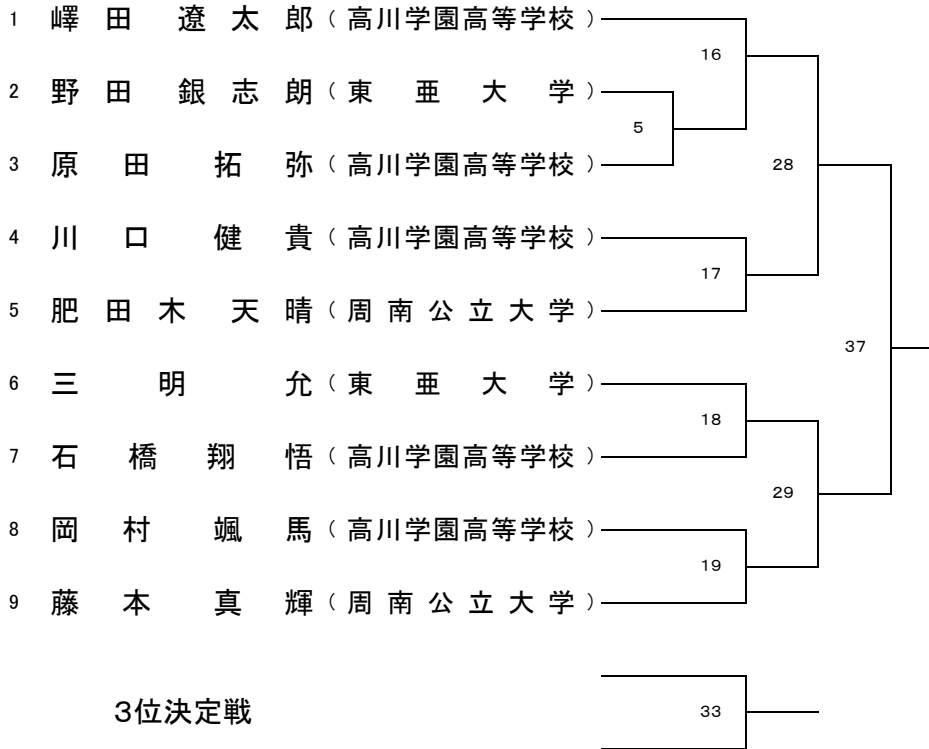 1 嶧田 遼太郎（高川学園高等学校）
16
2 野田 銀志朗（東亜大学）
5
3 原田 拓弥（高川学園高等学校）
28
4 川口 健貴（高川学園高等学校）
17
5 肥田木 天晴（周南公立大学）
37
6 三明 允（東亜大学）
18
7 石橋 翔悟（高川学園高等学校）
29
8 岡村 颯馬（高川学園高等学校）
19
9 藤本 真輝（周南公立大学）
3位決定戦 33